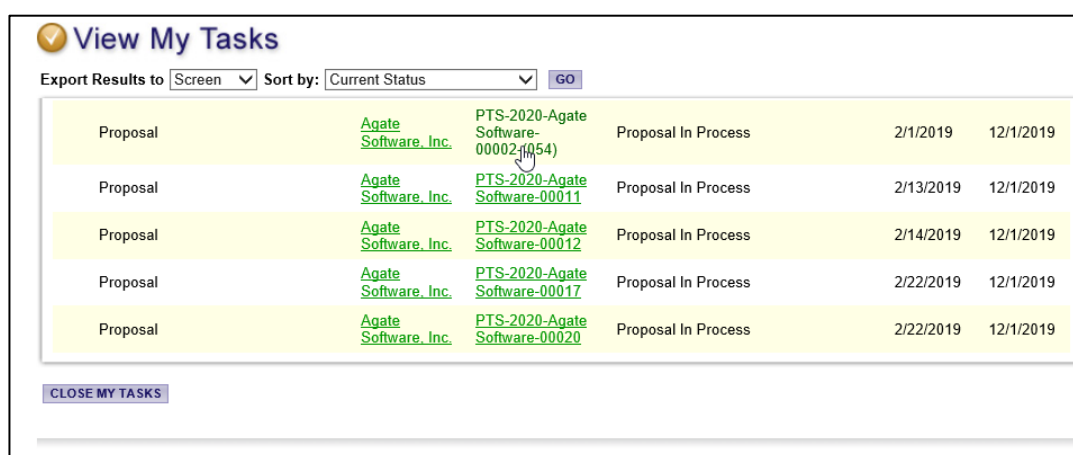 View My Tasks
Export Results to Screen Sort by: Current Status GO
Proposal Agate Software, Inc. PTS-2020-Agate Software-00002-(054) Proposal In Process 2/1/2019 12/1/2019
Proposal Agate Software, Inc. PTS-2020-Agate Software-00011 Proposal In Process 2/13/2019 12/1/2019
Proposal Agate Software, Inc. PTS-2020-Agate Software-00012 Proposal In Process 2/14/2019 12/1/2019
Proposal Agate Software, Inc. PTS-2020-Agate Software-00017 Proposal In Process 2/22/2019 12/1/2019
Proposal Agate Software, Inc. PTS-2020-Agate Software-00020 Proposal In Process 2/22/2019 12/1/2019
CLOSE MY TASKS